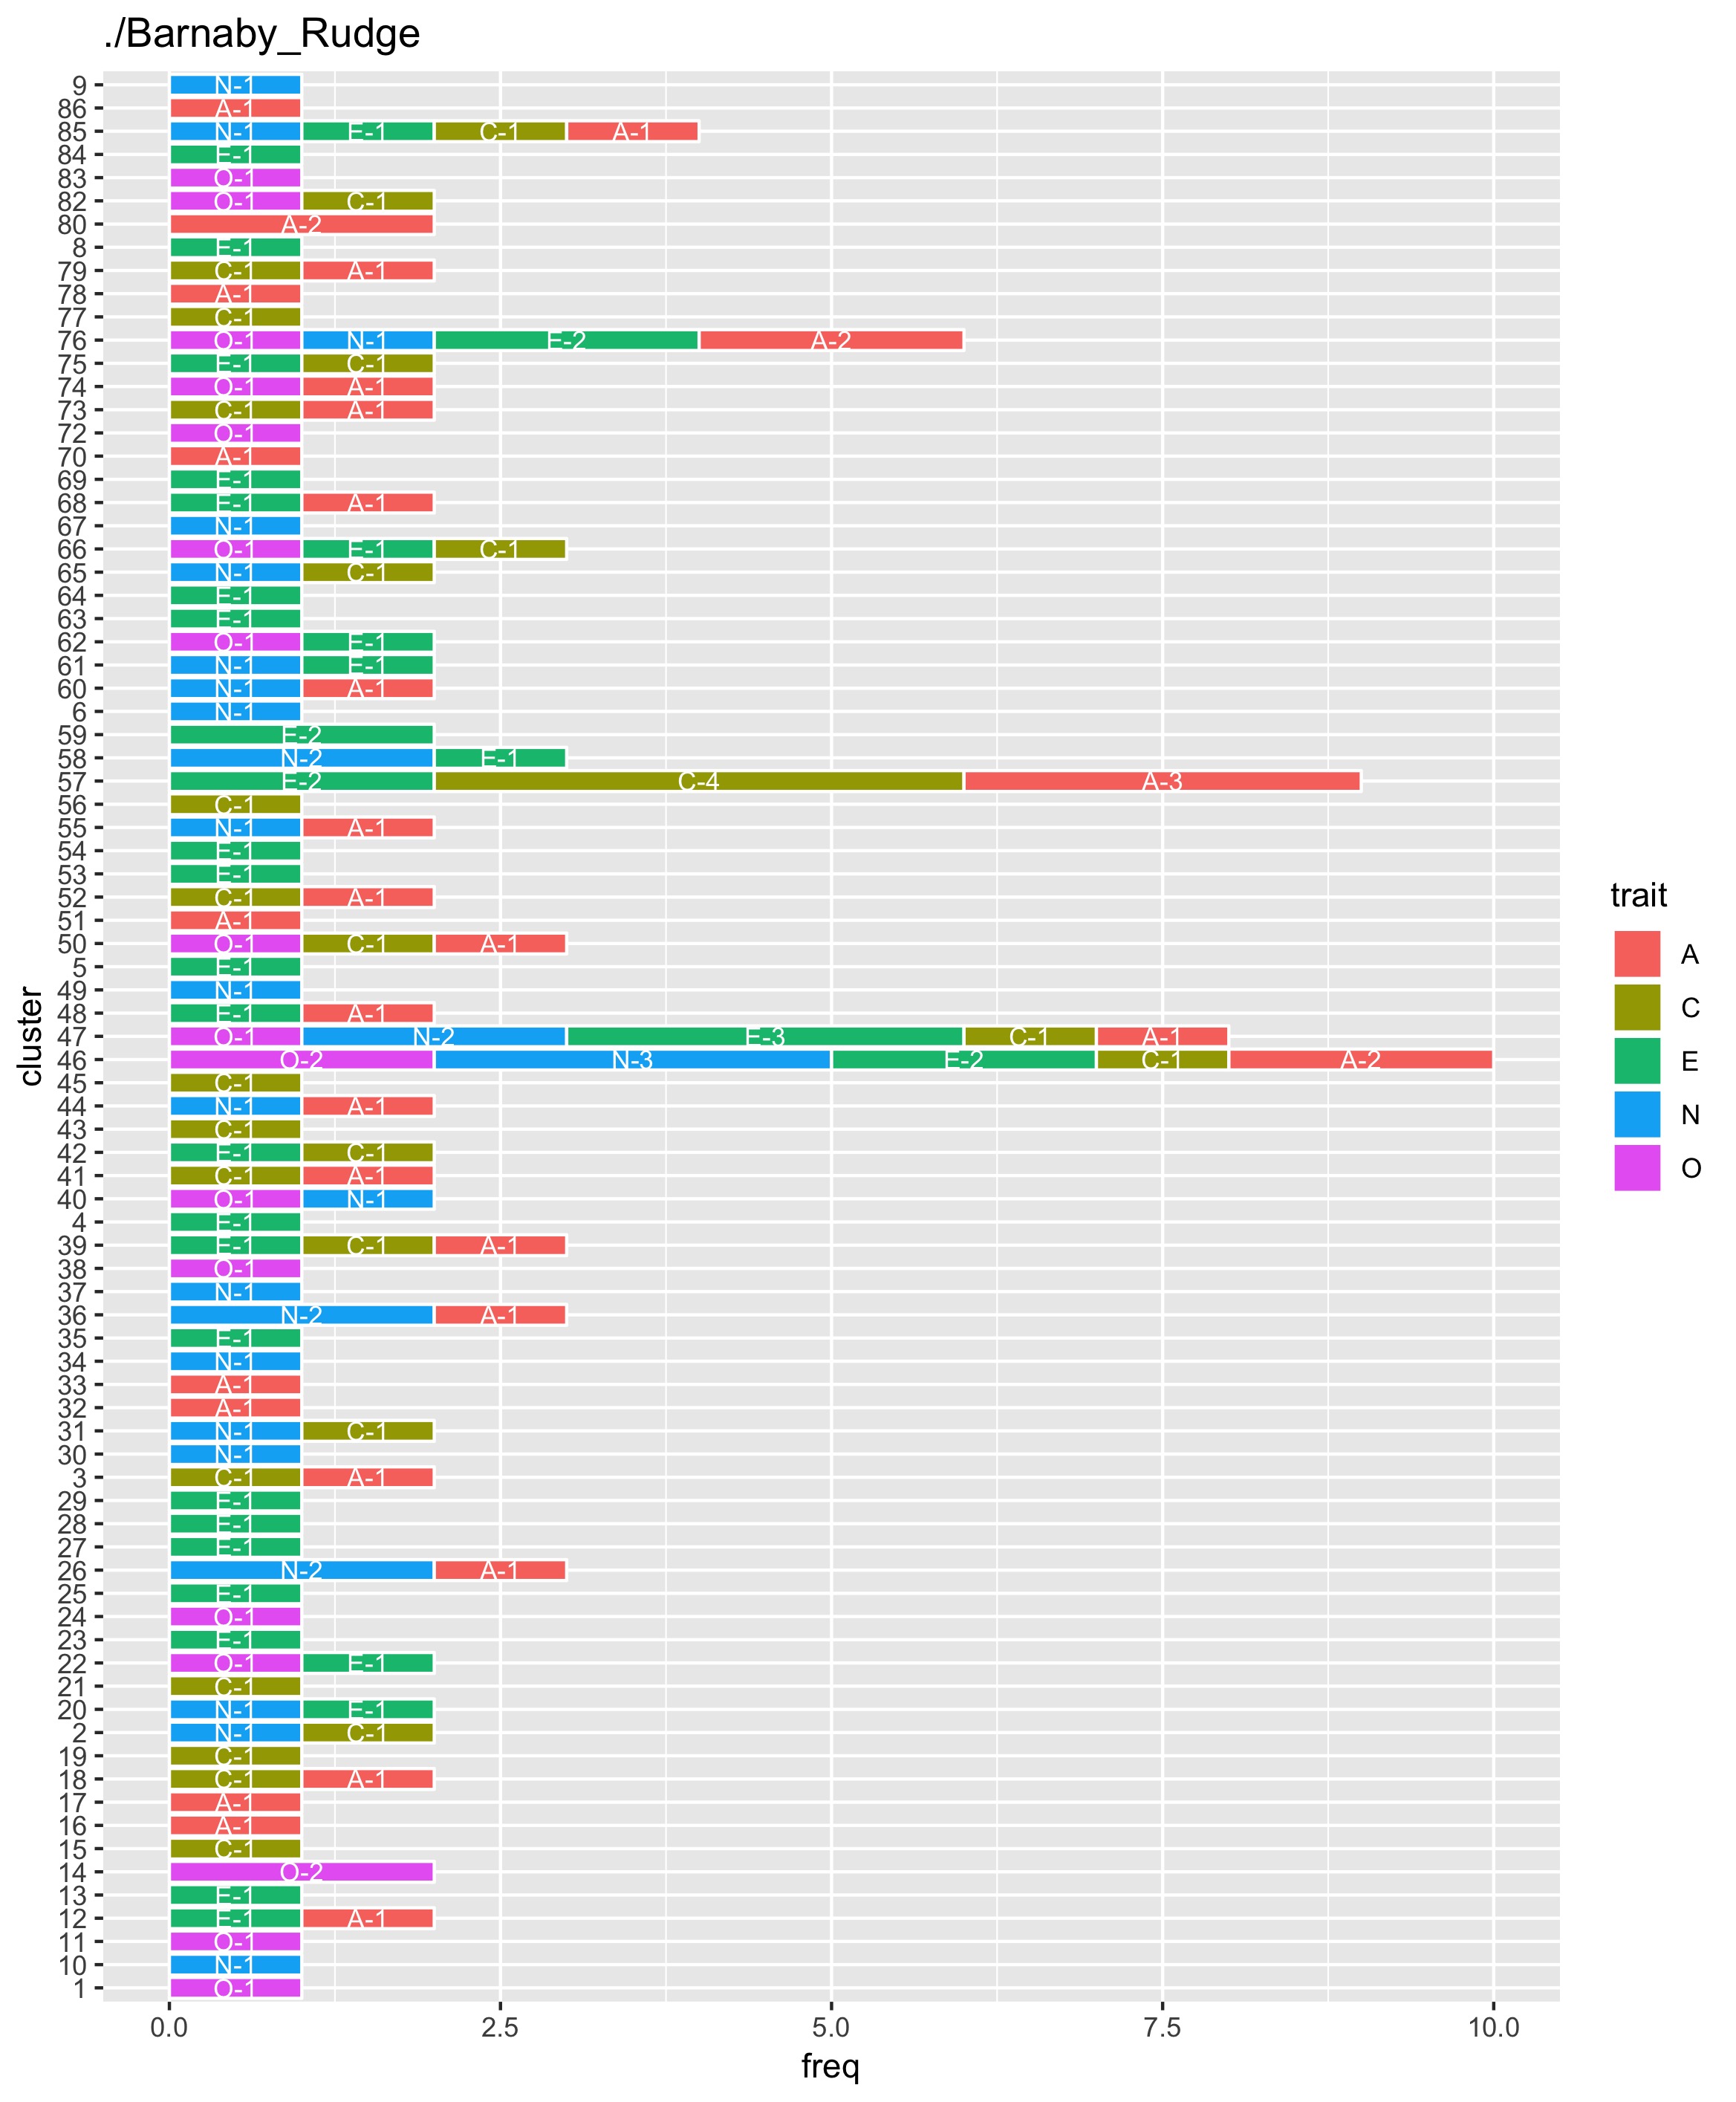 ./Barnaby_Rudge
9 N-1
86 A-1
85 N-1 E-1 C-1 A-1
84 E-1
83 O-1
82 O-1 C-1
80 A-2
8 E-1
79 C-1 A-1
78 A-1
77 C-1
76 O-1 N-1 E-2 A-2
75 E-1 C-1
74 O-1 A-1
73 C-1 A-1
72 O-1
70 A-1
69 E-1
68 E-1 A-1
67 N-1
66 O-1 E-1 C-1
65 N-1 C-1
64 E-1
63 E-1
62 O-1 E-1
61 N-1 E-1
60 N-1 A-1
6 N-1
59 E-2
58 N-2 E-1
57 E-2 C-4 A-3
56 C-1
55 N-1 A-1
54 E-1
53 E-1
52 C-1 A-1
51 A-1
50 O-1 C-1 A-1
5 E-1
49 N-1
48 E-1 A-1
47 O-1 N-2 E-3 C-1 A-1
46 O-2 N-3 E-2 C-1 A-2
45 C-1
44 N-1 A-1
43 C-1
42 E-1 C-1
41 C-1 A-1
40 O-1 N-1
4 E-1
39 E-1 C-1 A-1
38 O-1
37 N-1
36 N-2 A-1
35 E-1
34 N-1
33 A-1
32 A-1
31 N-1 C-1
30 N-1
3 C-1 A-1
29 E-1
28 E-1
27 E-1
26 N-2 A-1
25 E-1
24 O-1
23 E-1
22 O-1 E-1
21 C-1
20 N-1 E-1
2 N-1 C-1
19 C-1
18 C-1 A-1
17 A-1
16 A-1
15 C-1
14 O-2
13 E-1
12 E-1 A-1
11 O-1
10 N-1
1 O-1
0.0 2.5 5.0 7.5 10.0
freq
cluster
trait
A
C
E
N
O